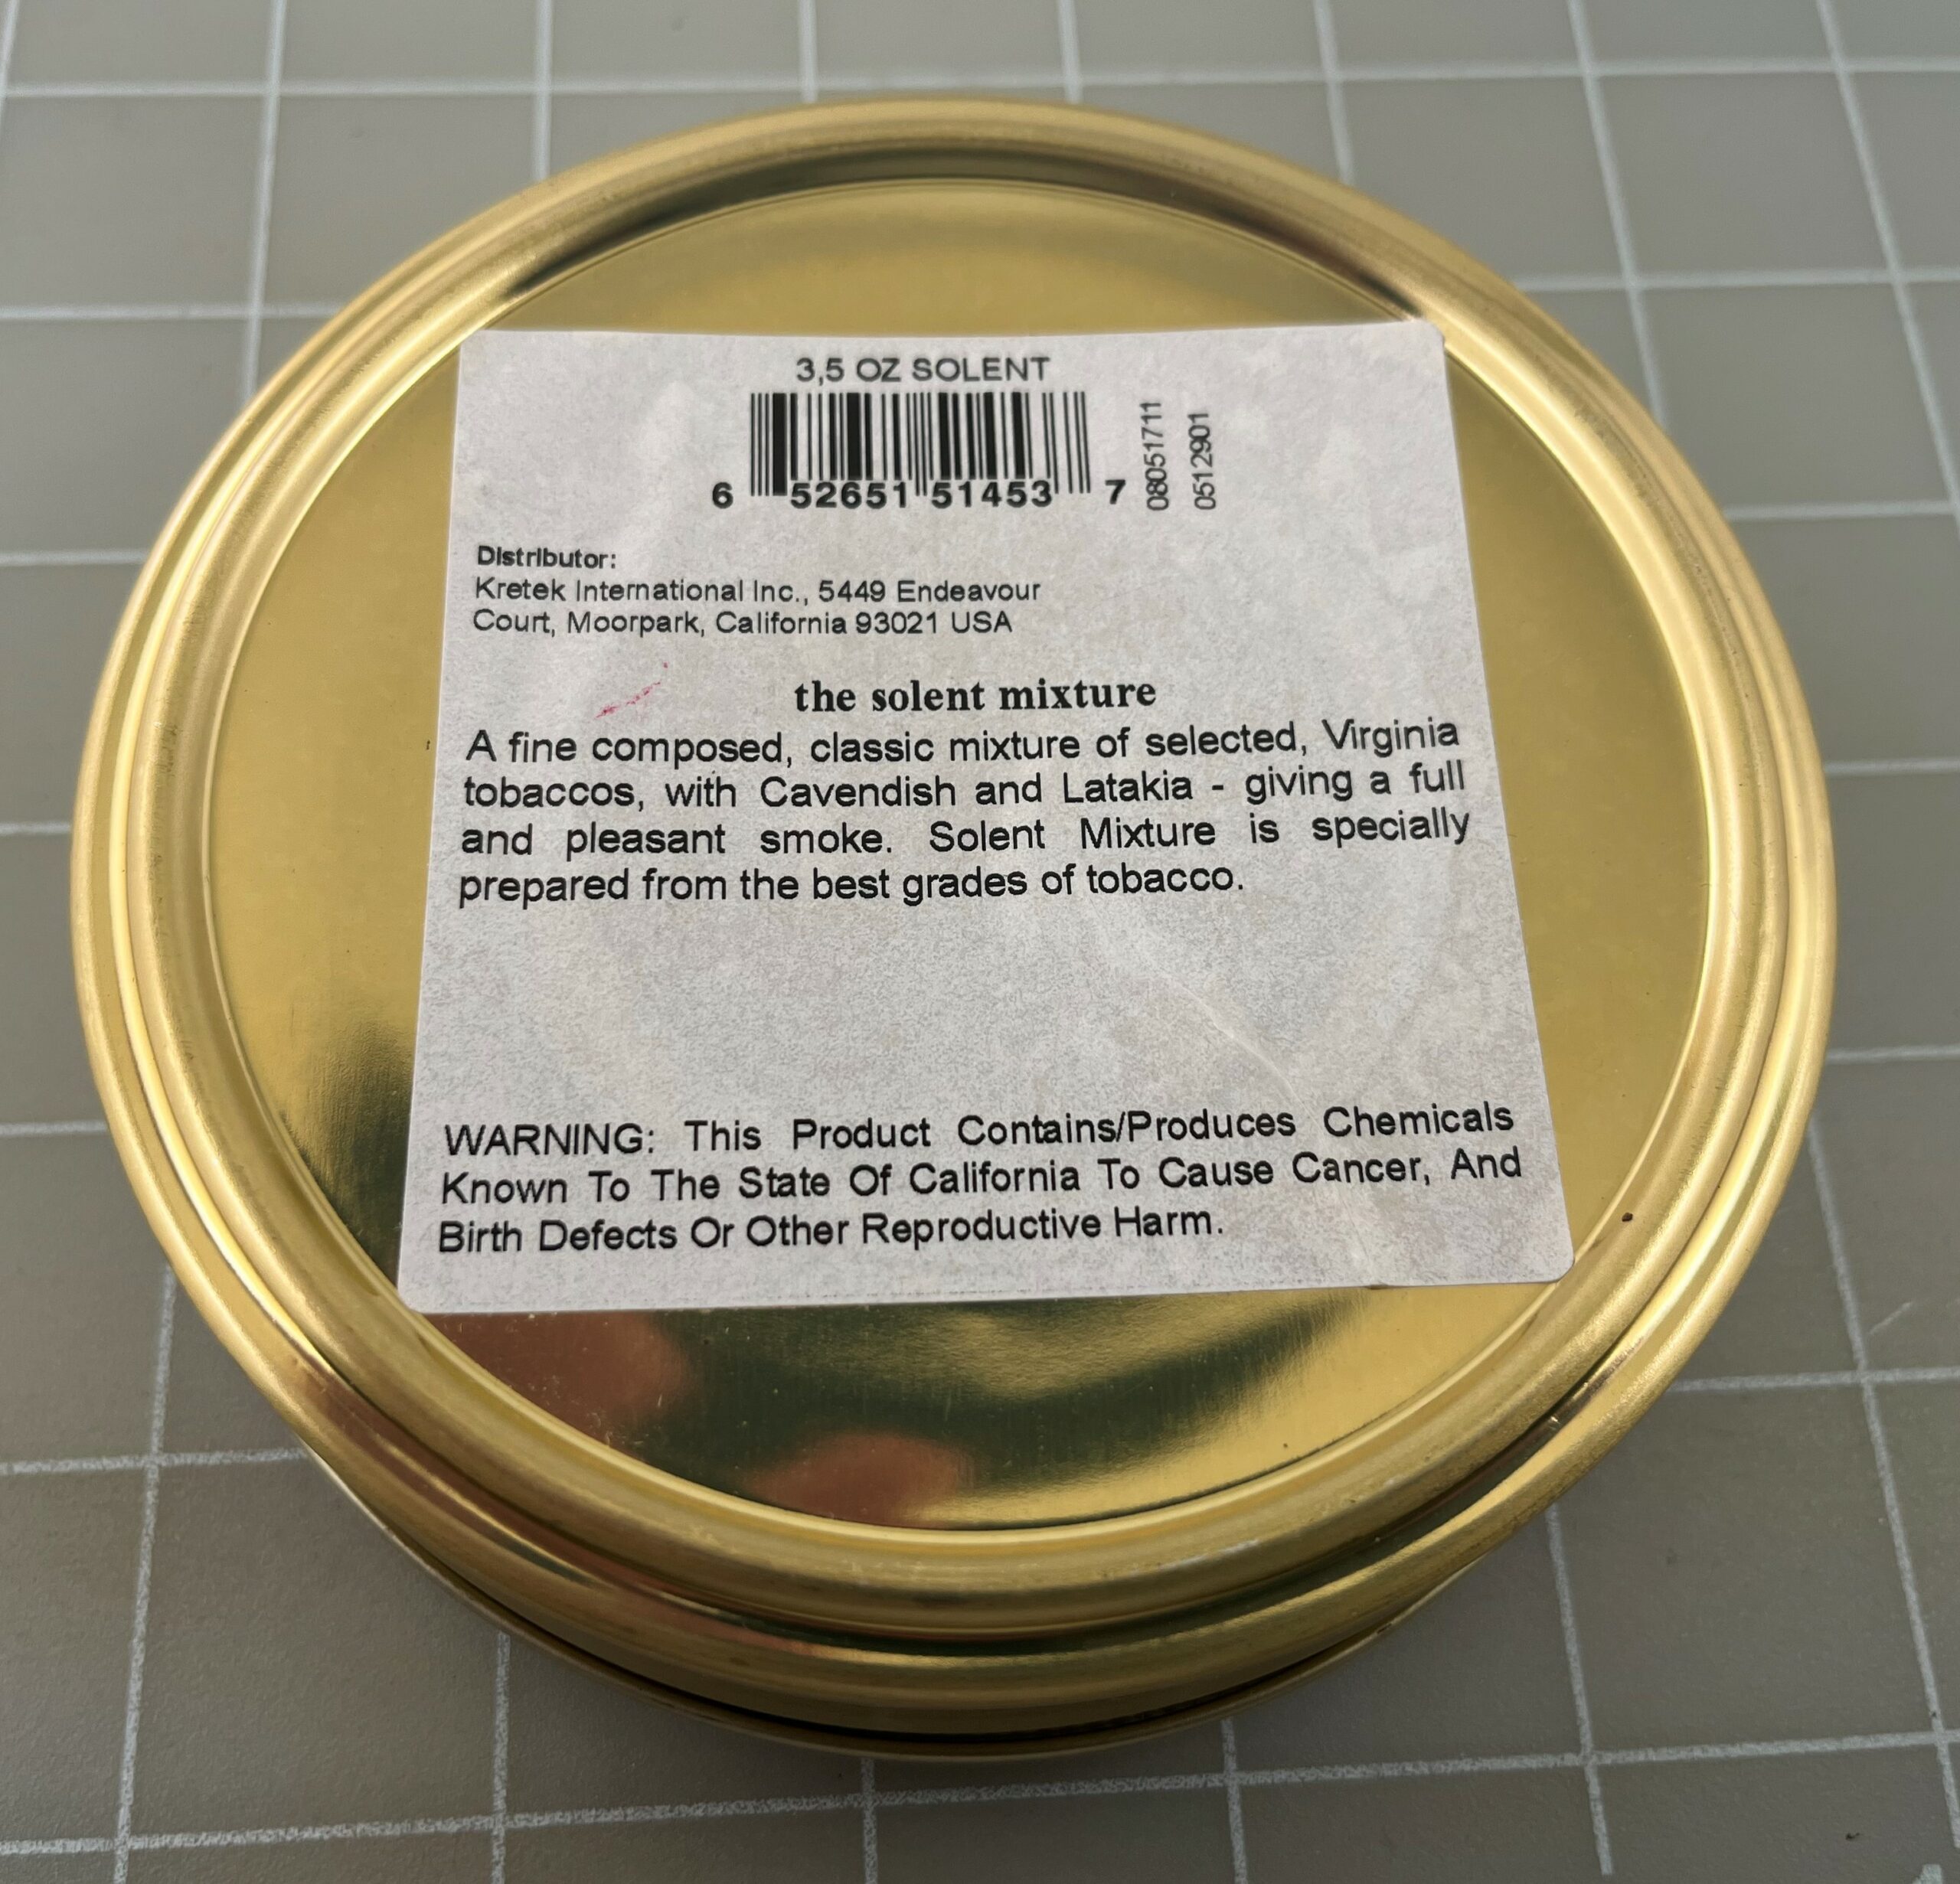 3,5 OZ SOLENT
6 52651 51453 7
08051711
0512901
Distributor:
Kretek International Inc., 5449 Endeavour
Court, Moorpark, California 93021 USA
the solent mixture
A fine composed, classic mixture of selected, Virginia
tobaccos, with Cavendish and Latakia - giving a full
and pleasant smoke. Solent Mixture is specially
prepared from the best grades of tobacco.
WARNING: This Product Contains/Produces Chemicals
Known To The State Of California To Cause Cancer, And
Birth Defects Or Other Reproductive Harm.